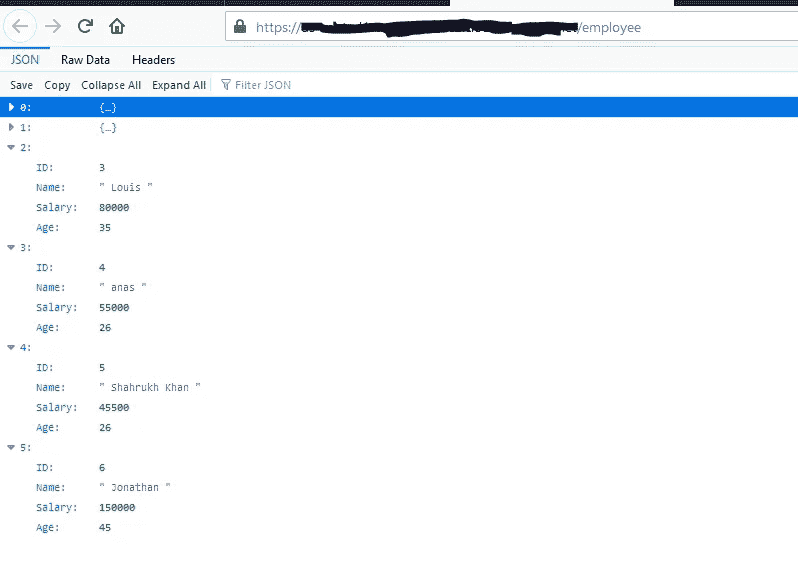 https:// /employee
JSON Raw Data Headers
Save Copy Collapse All Expand All Filter JSON
0: {…}
1: {…}
2:
ID: 3
Name: " Louis "
Salary: 80000
Age: 35
3:
ID: 4
Name: " anas "
Salary: 55000
Age: 26
4:
ID: 5
Name: " Shahrukh Khan "
Salary: 45500
Age: 26
5:
ID: 6
Name: " Jonathan "
Salary: 150000
Age: 45